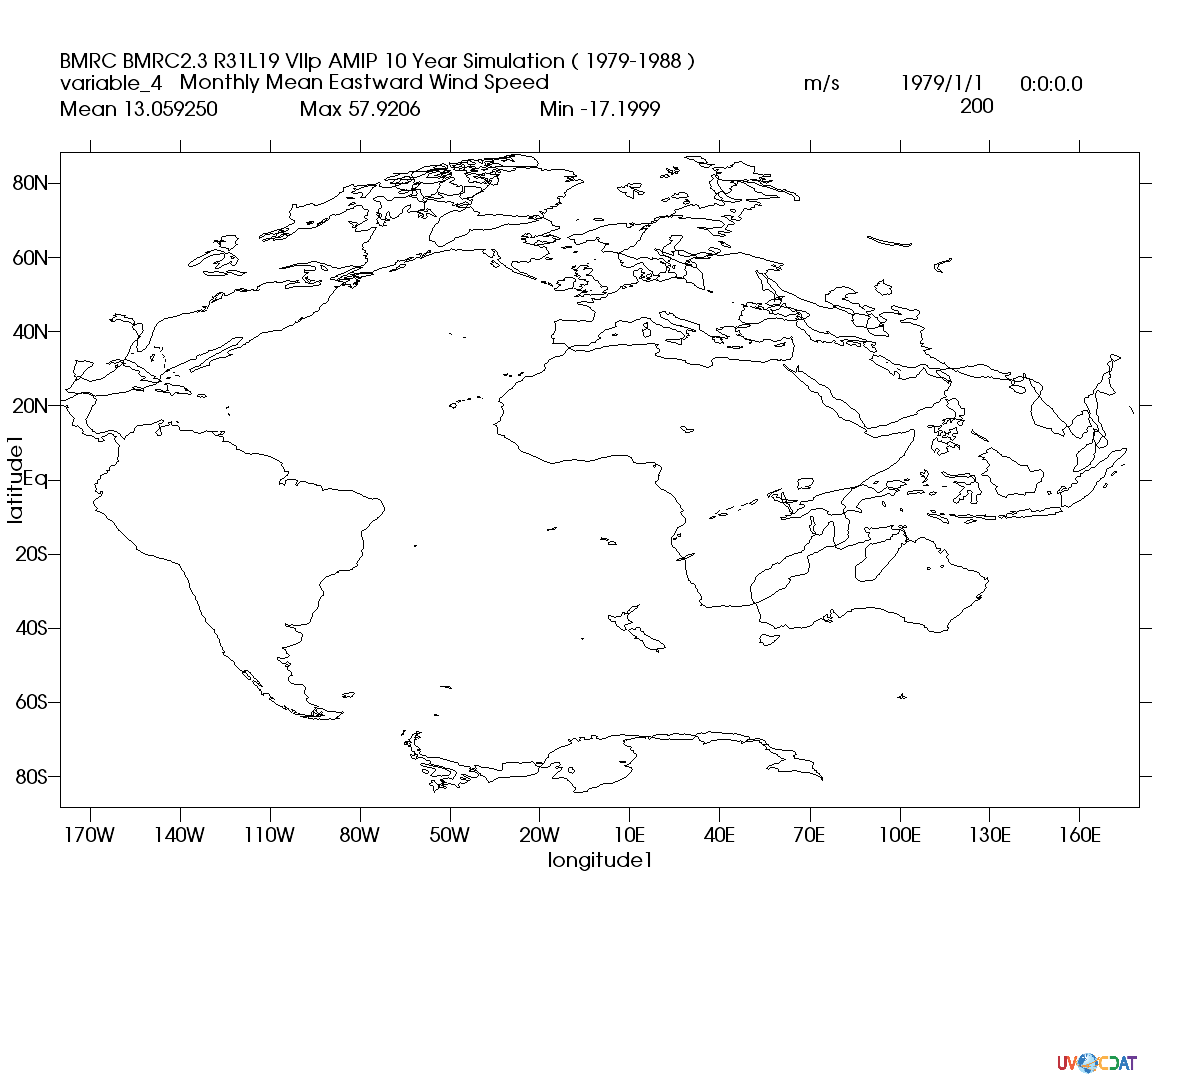 BMRC BMRC2.3 R31L19 VIIp AMIP 10 Year Simulation ( 1979-1988 )
variable_4 Monthly Mean Eastward Wind Speed m/s 1979/1/1 0:0:0.0
Mean 13.059250 Max 57.9206 Min -17.1999 200
80N
60N
40N
20N
Eq
20S
40S
60S
80S
latitude1
170W 140W 110W 80W 50W 20W 10E 40E 70E 100E 130E 160E
longitude1
UV CDAT